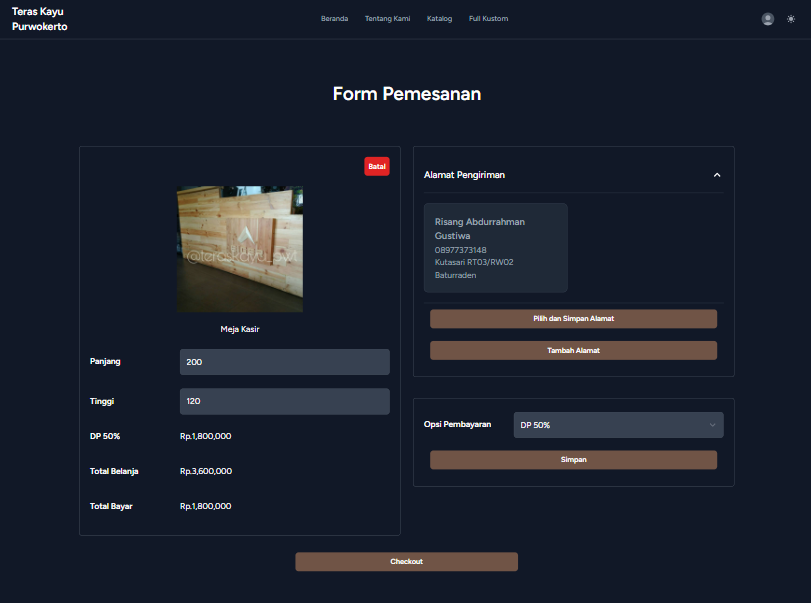 Teras Kayu
Purwokerto
Beranda
Tentang Kami
Katalog
Full Kustom
Form Pemesanan
Batal
@teraskayu_pwt
Meja Kasir
Panjang
200
Tinggi
120
DP 50%
Rp.1,800,000
Total Belanja
Rp.3,600,000
Total Bayar
Rp.1,800,000
Alamat Pengiriman
Risang Abdurrahman
Gustiwa
08977373148
Kutasari RT03/RW02
Baturraden
Pilih dan Simpan Alamat
Tambah Alamat
Opsi Pembayaran
DP 50%
Simpan
Checkout